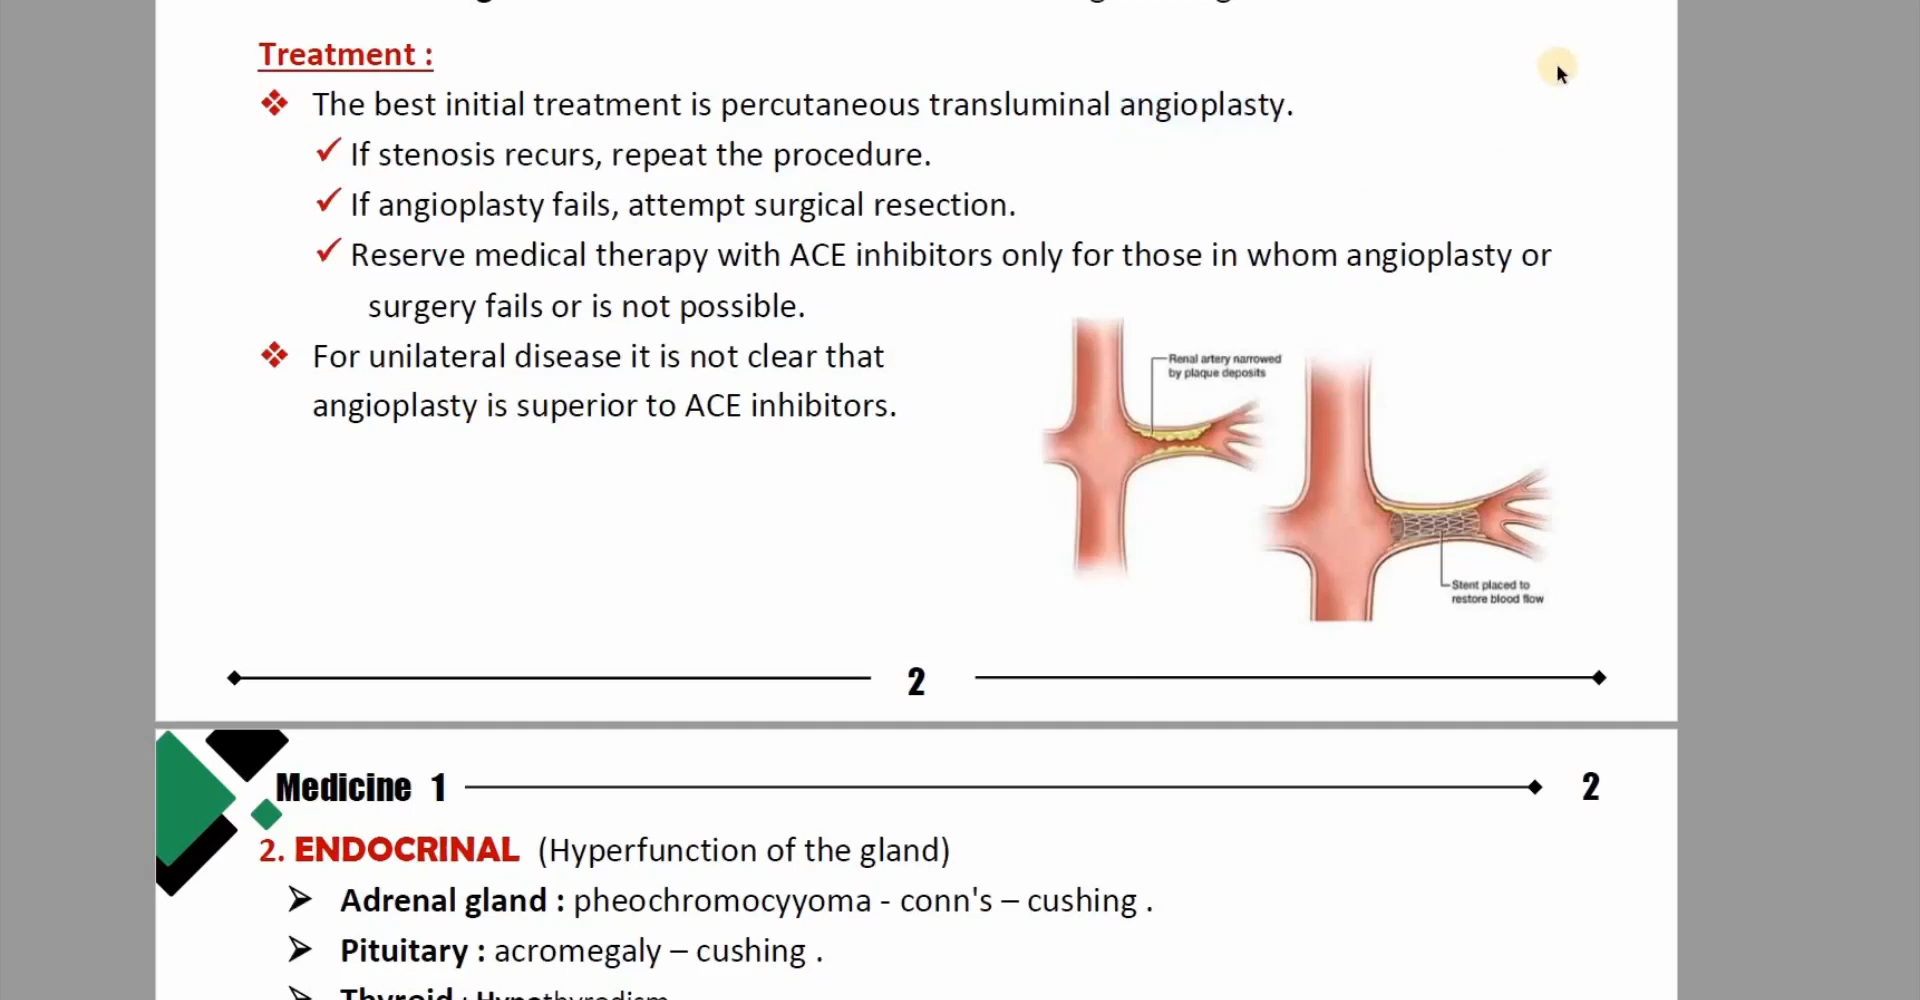 Treatment :
The best initial treatment is percutaneous transluminal angioplasty.
If stenosis recurs, repeat the procedure.
If angioplasty fails, attempt surgical resection.
Reserve medical therapy with ACE inhibitors only for those in whom angioplasty or
surgery fails or is not possible.
For unilateral disease it is not clear that
angioplasty is superior to ACE inhibitors.
Renal artery narrowed
by plaque deposits
Stent placed to
restore blood flow
2
Medicine 1
2
2. ENDOCRINAL (Hyperfunction of the gland)
Adrenal gland : pheochromocyyoma - conn's – cushing .
Pituitary : acromegaly – cushing .
Thyroid : Hypothyrodism